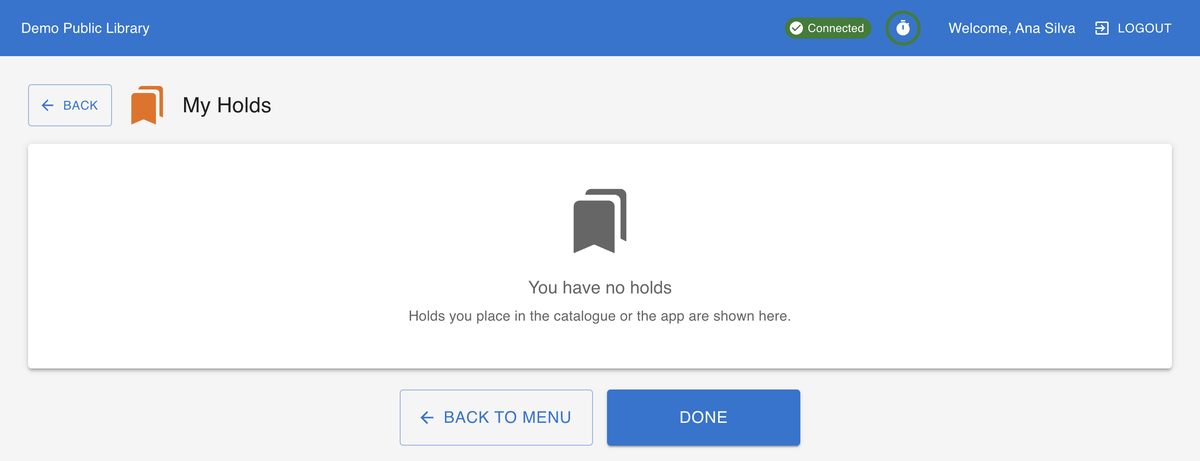 Demo Public Library
Connected
Welcome, Ana Silva
LOGOUT
BACK
My Holds
You have no holds
Holds you place in the catalogue or the app are shown here.
BACK TO MENU
DONE